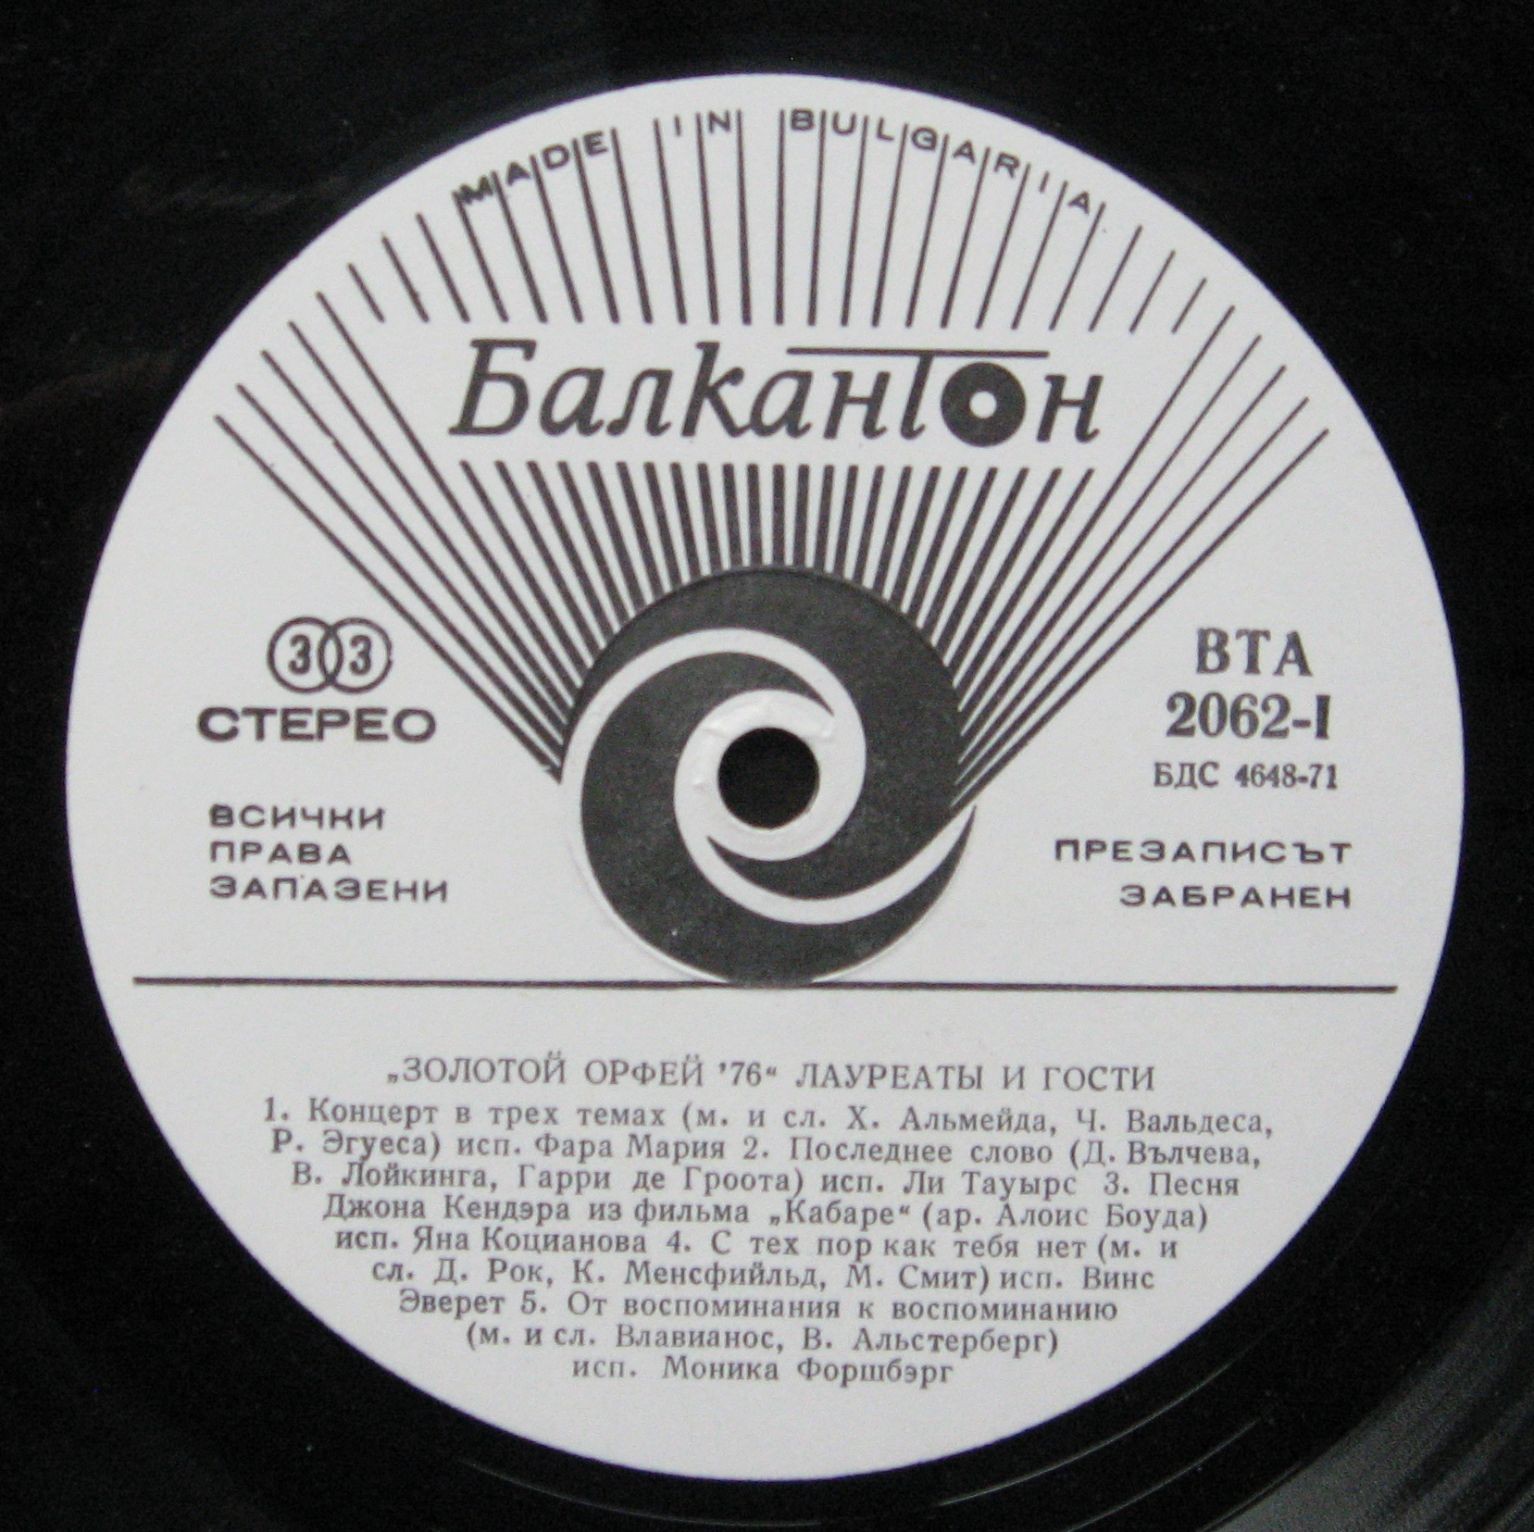 MADE IN BULGARIA
Балкантон
33
СТЕРЕО
ВСИЧКИ
ПРАВА
ЗАПАЗЕНИ
ВТА
2062-I
БДС 4648-71
ПРЕЗАПИСЪТ
ЗАБРАНЕН
„ЗОЛОТОЙ ОРФЕЙ '76“ ЛАУРЕАТЫ И ГОСТИ
1. Концерт в трех темах (м. и сл. Х. Альмейда, Ч. Вальдеса,
Р. Эгуеса) исп. Фара Мария 2. Последнее слово (Д. Вълчева,
В. Лойкинга, Гарри де Гроота) исп. Ли Тауырс 3. Песня
Джона Кендэра из фильма „Кабаре“ (ар. Алоис Боуда)
исп. Яна Коцианова 4. С тех пор как тебя нет (м. и
сл. Д. Рок, К. Менсфийльд, М. Смит) исп. Винс
Эверет 5. От воспоминания к воспоминанию
(м. и сл. Влавианос, В. Альстерберг)
исп. Моника Форшбэрг